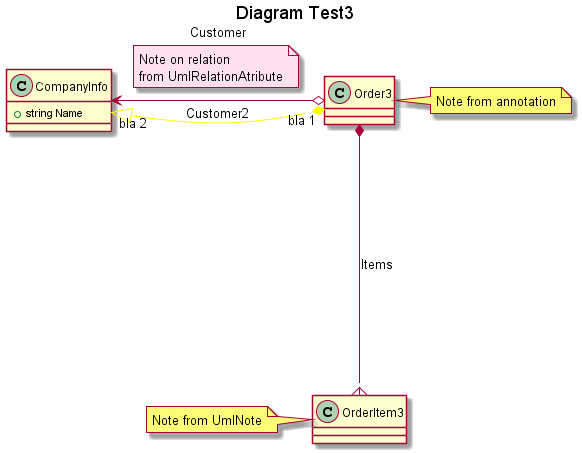 Diagram Test3
Customer
Note on relation
from UmlRelationAtribute
C CompanyInfo
string Name
C Order3
Note from annotation
Customer2
bla 2
bla 1
Items
Note from UmlNote
C OrderItem3